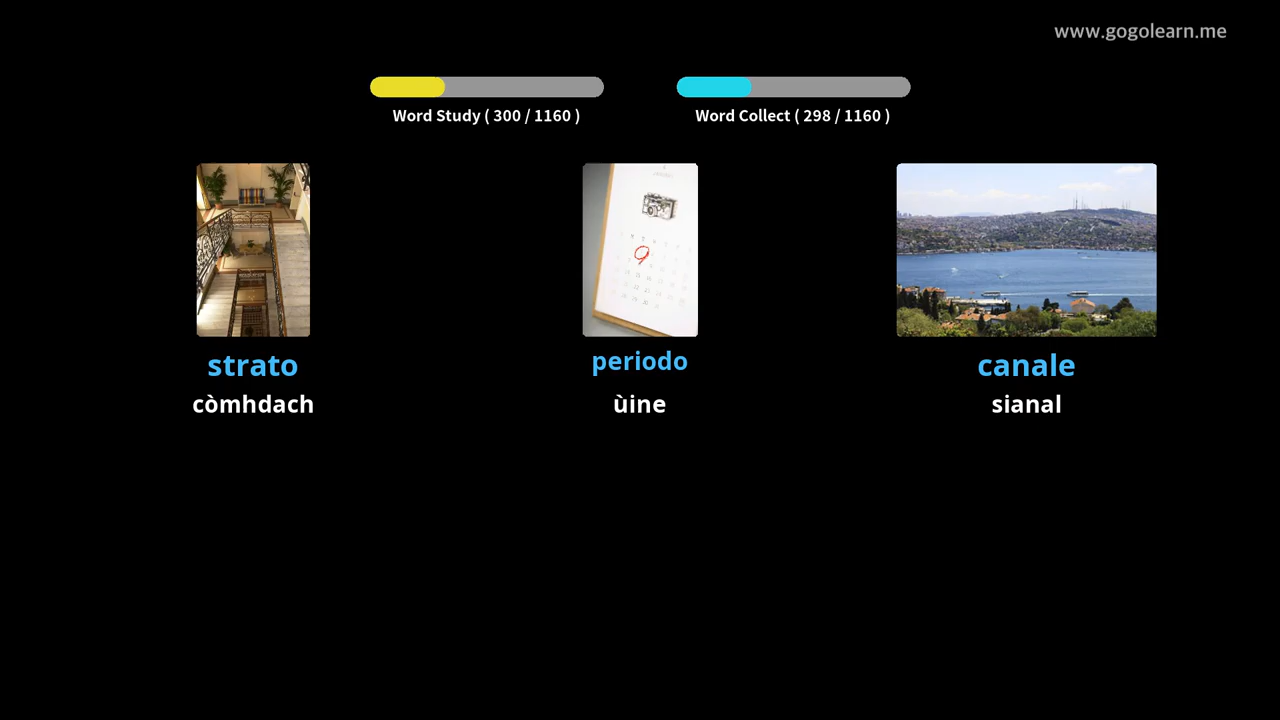 www.gogolearn.me
Word Study ( 300 / 1160 )
Word Collect ( 298 / 1160 )
strato
periodo
canale
còmhdach
ùine
sianal